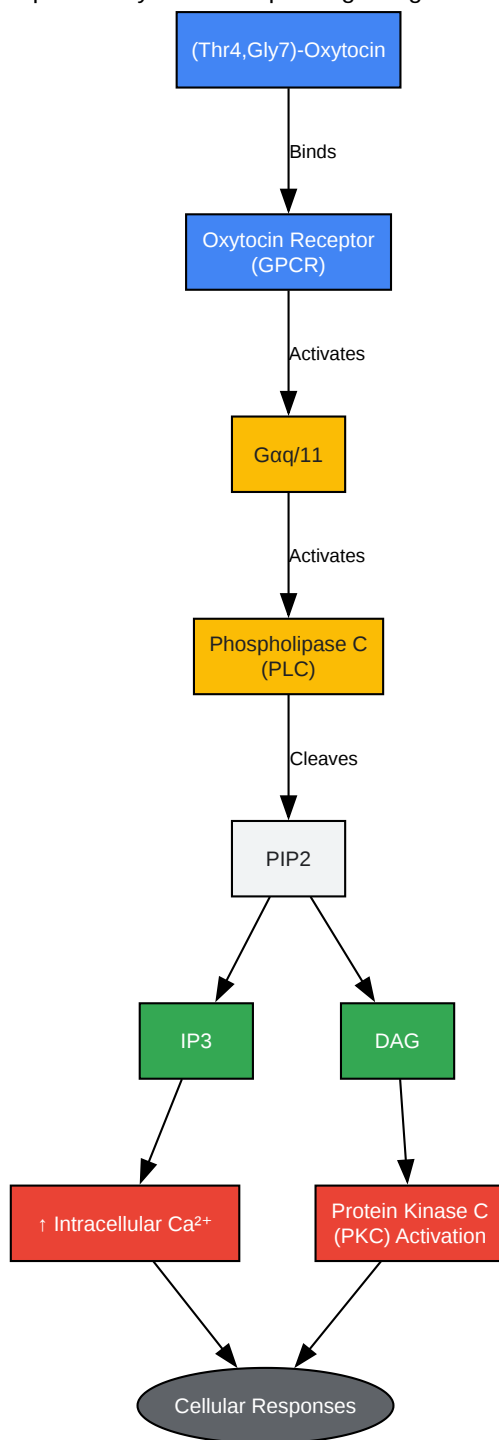 (Thr4,Gly7)-Oxytocin
Binds
Oxytocin Receptor
(GPCR)
Activates
Gαq/11
Activates
Phospholipase C
(PLC)
Cleaves
PIP2
IP3
DAG
↑ Intracellular Ca²⁺
Protein Kinase C
(PKC) Activation
Cellular Responses